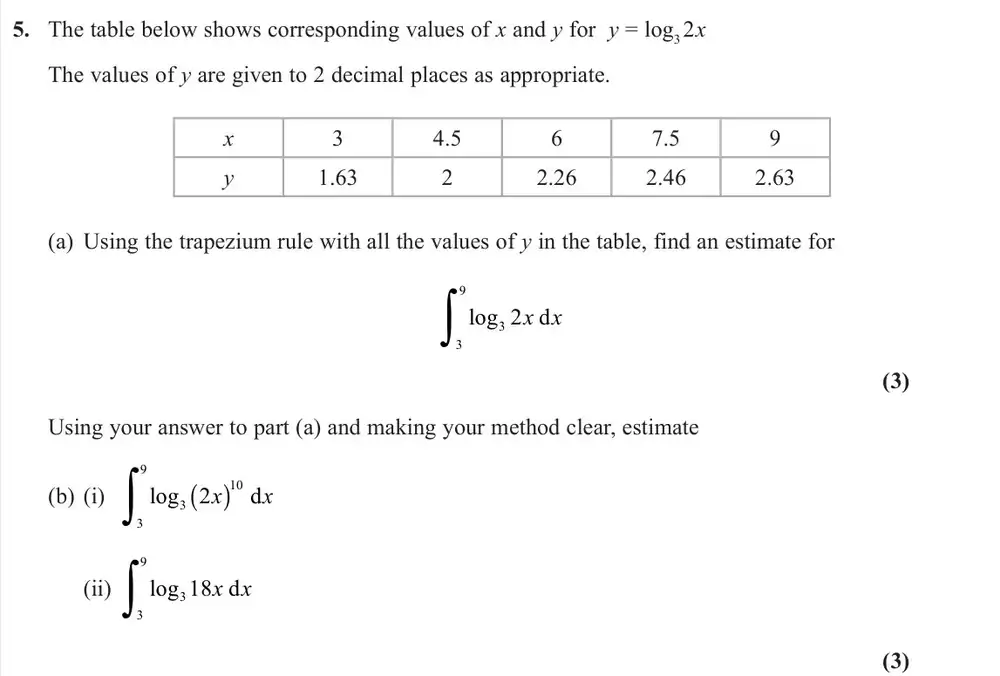 5. The table below shows corresponding values of x and y for y = log₃ 2x
The values of y are given to 2 decimal places as appropriate.
x 3 4.5 6 7.5 9
y 1.63 2 2.26 2.46 2.63
(a) Using the trapezium rule with all the values of y in the table, find an estimate for
∫₃⁹ log₃ 2x dx
(3)
Using your answer to part (a) and making your method clear, estimate
(b) (i) ∫₃⁹ log₃ (2x)¹⁰ dx
(ii) ∫₃⁹ log₃ 18x dx
(3)